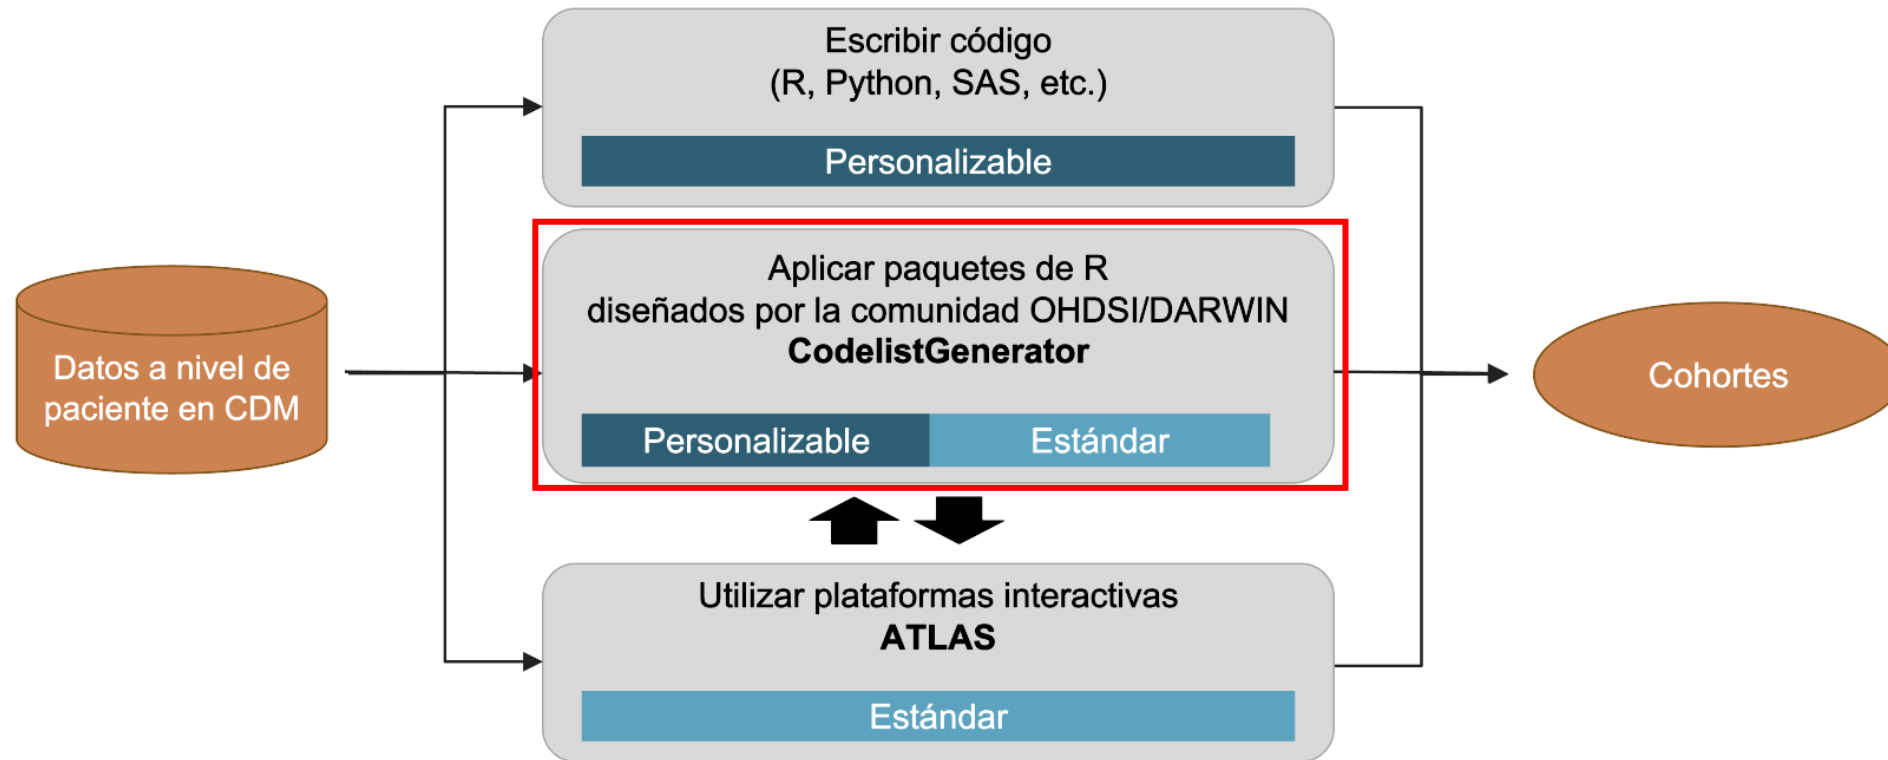 Escribir código
(R, Python, SAS, etc.)
Personalizable
Aplicar paquetes de R
diseñados por la comunidad OHDSI/DARWIN
CodelistGenerator
Personalizable
Estándar
Datos a nivel de
paciente en CDM
Cohortes
Utilizar plataformas interactivas
ATLAS
Estándar